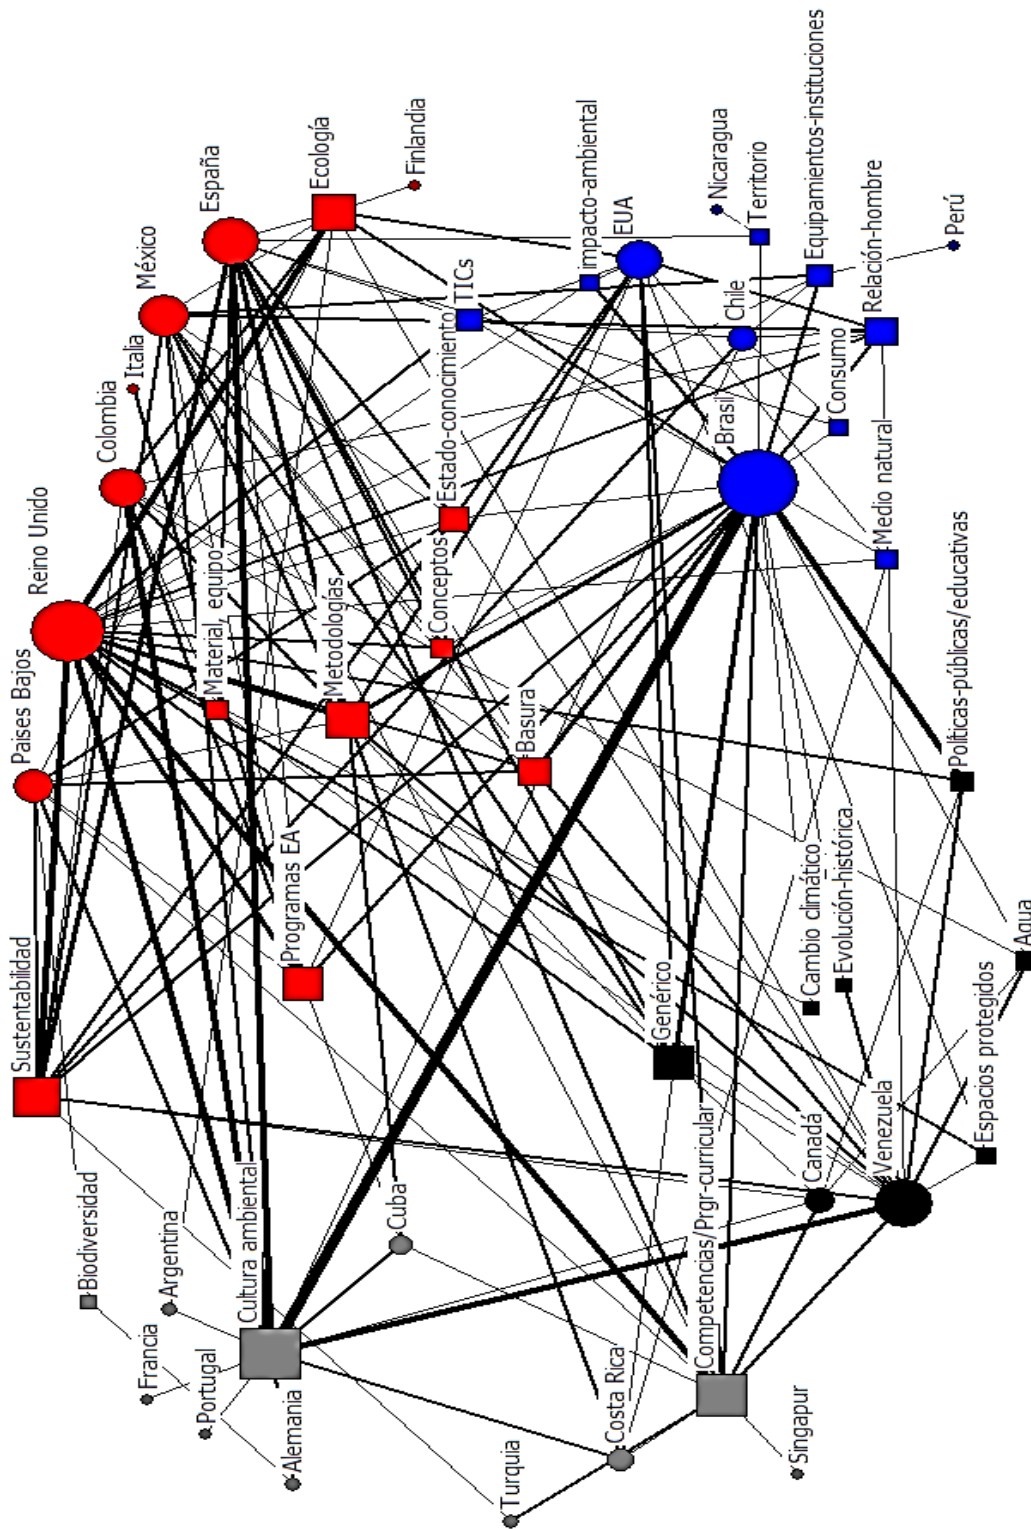 Reino Unido
Paises Bajos
Colombia
Italia
México
España
Ecología
Finlandia
Sustentabilidad
Material, equipo
Metodologías
Conceptos
Estado-conocimiento
TICs
impacto-ambiental
EUA
Nicaragua
Territorio
Equipamientos-instituciones
Relación-hombre
Perú
Chile
Consumo
Brasil
Medio natural
Programas EA
Basura
Políticas-públicas/educativas
Cambio climático
Evolución-histórica
Agua
Genérico
Espacios protegidos
Venezuela
Canadá
Biodiversidad
Argentina
Cultura ambiental
Cuba
Francia
Portugal
Alemania
Competencias/Prgr-curricular
Costa Rica
Turquia
Singapur